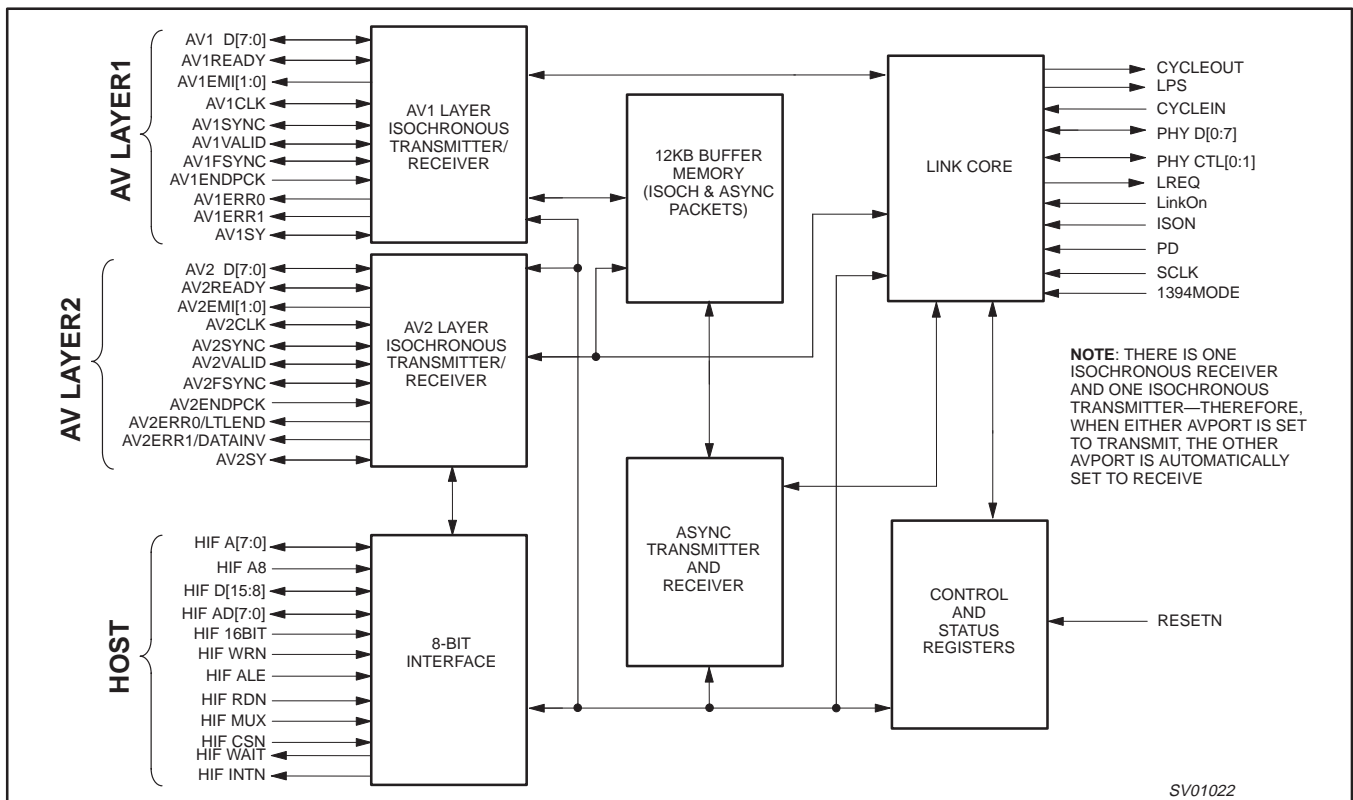 AV LAYER1
AV1 D[7:0]
AV1READY
AV1EMI[1:0]
AV1CLK
AV1SYNC
AV1VALID
AV1FSYNC
AV1ENDPCK
AV1ERR0
AV1ERR1
AV1SY
AV1 LAYER
ISOCHRONOUS
TRANSMITTER/
RECEIVER
AV LAYER2
AV2 D[7:0]
AV2READY
AV2EMI[1:0]
AV2CLK
AV2SYNC
AV2VALID
AV2FSYNC
AV2ENDPCK
AV2ERR0/LTLEND
AV2ERR1/DATAINV
AV2SY
AV2 LAYER
ISOCHRONOUS
TRANSMITTER/
RECEIVER
HOST
HIF A[7:0]
HIF A8
HIF D[15:8]
HIF AD[7:0]
HIF 16BIT
HIF WRN
HIF ALE
HIF RDN
HIF MUX
HIF CSN
HIF WAIT
HIF INTN
8-BIT
INTERFACE
12KB BUFFER
MEMORY
(ISOCH & ASYNC
PACKETS)
ASYNC
TRANSMITTER
AND
RECEIVER
LINK CORE
CYCLEOUT
LPS
CYCLEIN
PHY D[0:7]
PHY CTL[0:1]
LREQ
LinkOn
ISON
PD
SCLK
1394MODE
NOTE: THERE IS ONE
ISOCHRONOUS RECEIVER
AND ONE ISOCHRONOUS
TRANSMITTER—THEREFORE,
WHEN EITHER AVPORT IS SET
TO TRANSMIT, THE OTHER
AVPORT IS AUTOMATICALLY
SET TO RECEIVE
CONTROL
AND
STATUS
REGISTERS
RESETN
SV01022